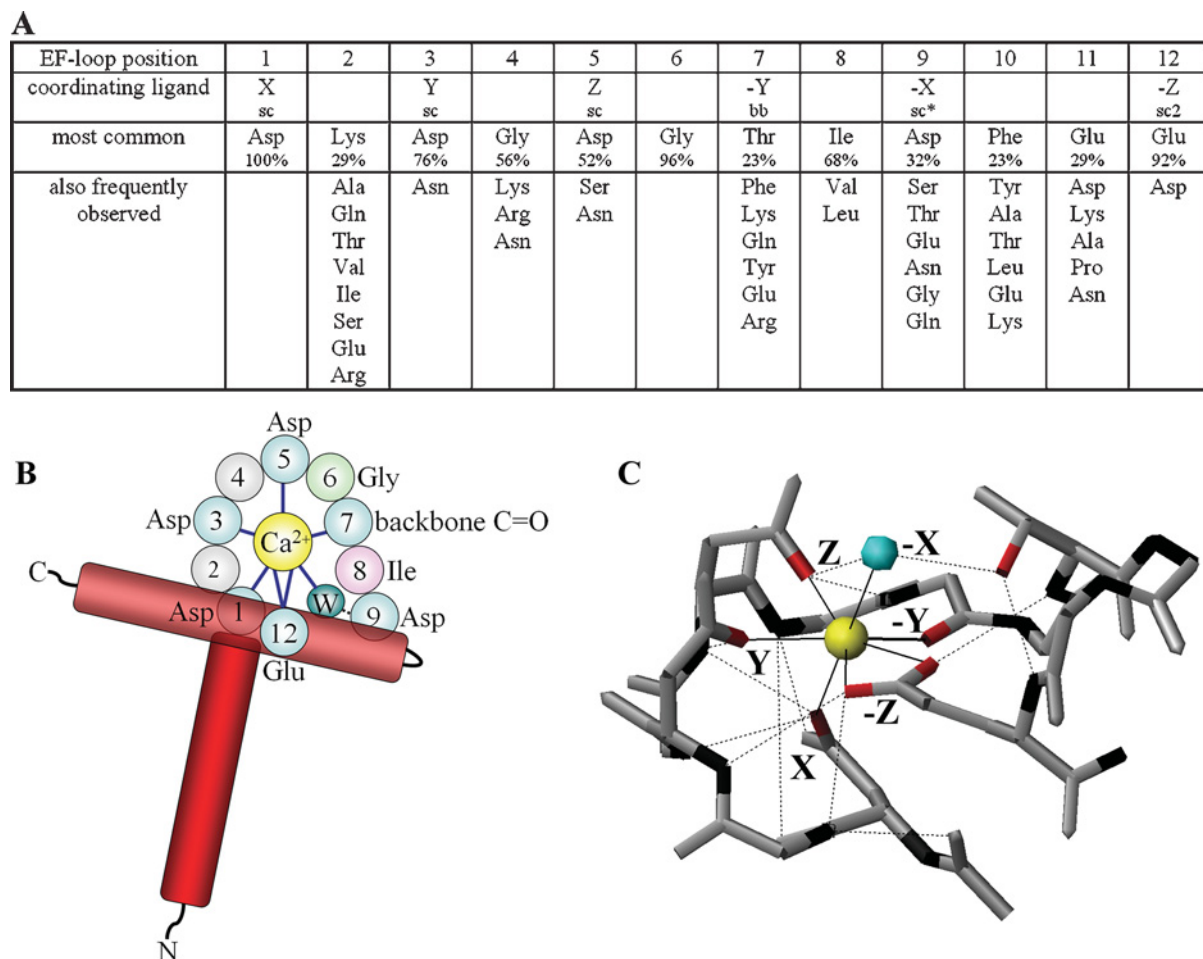 A
EF-loop position 1 2 3 4 5 6 7 8 9 10 11 12
coordinating ligand X Y Z -Y -X -Z
sc sc sc bb sc* sc2
most common Asp Lys Asp Gly Asp Gly Thr Ile Asp Phe Glu Glu
100% 29% 76% 56% 52% 96% 23% 68% 32% 23% 29% 92%
also frequently Ala Asn Lys Ser Phe Val Ser Tyr Asp Asp
observed Gln Arg Asn Lys Leu Thr Ala Lys
Thr Asn Gln Glu Thr Ala
Val Tyr Asn Leu Pro
Ile Glu Gly Glu Asn
Ser Arg Gln Lys
Glu
Arg
B
Asp
5
4 6 Gly
Asp 3 7 backbone C=O
Ca2+
2 8 Ile
C
Asp 1 W 9 Asp
12
Glu
N
C
Z -X
-Y
Y
-Z
X